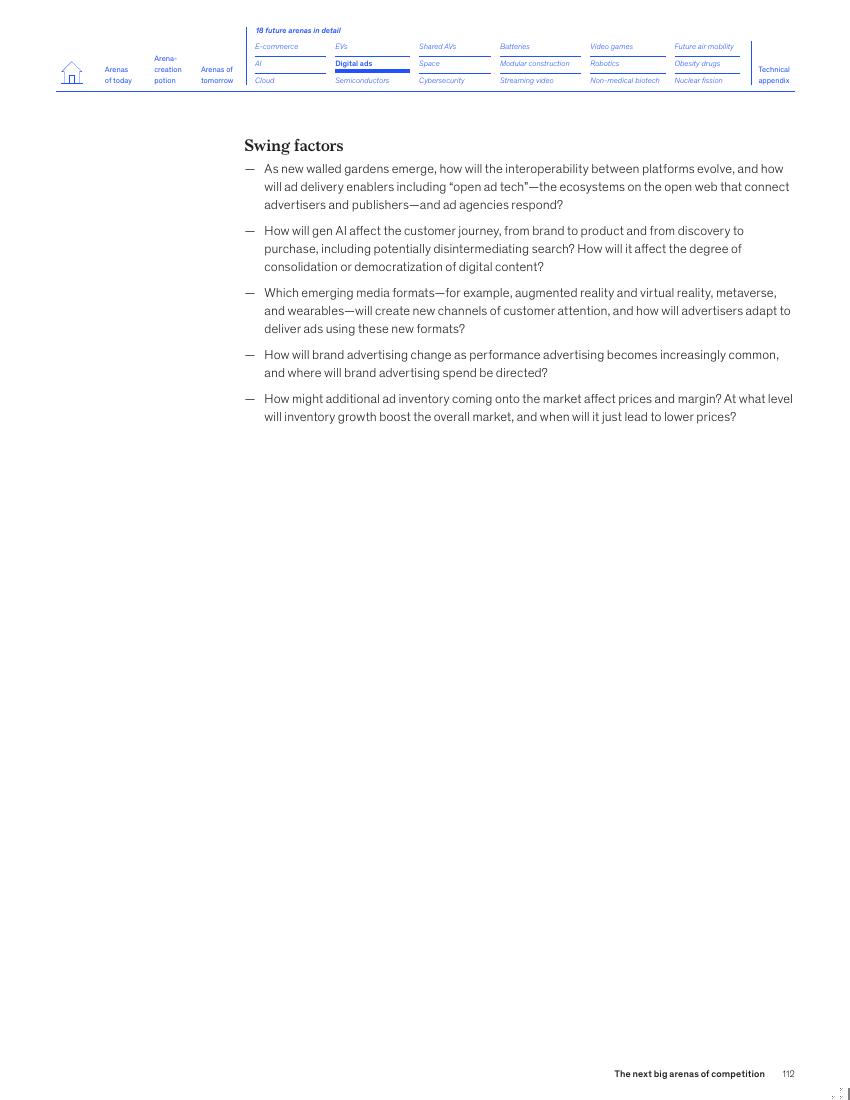 18 future arenas in detail
E-commerce EVs Shared AVs Batteries Video games Future air mobility
Arenas of today
Arena-creation potion
Arenas of tomorrow
AI Digital ads Space Modular construction Robotics Obesity drugs
Technical appendix
Cloud Semiconductors Cybersecurity Streaming video Non-medical biotech Nuclear fission
Swing factors
— As new walled gardens emerge, how will the interoperability between platforms evolve, and how
will ad delivery enablers including “open ad tech”—the ecosystems on the open web that connect
advertisers and publishers—and ad agencies respond?
— How will gen AI affect the customer journey, from brand to product and from discovery to
purchase, including potentially disintermediating search? How will it affect the degree of
consolidation or democratization of digital content?
— Which emerging media formats—for example, augmented reality and virtual reality, metaverse,
and wearables—will create new channels of customer attention, and how will advertisers adapt to
deliver ads using these new formats?
— How will brand advertising change as performance advertising becomes increasingly common,
and where will brand advertising spend be directed?
— How might additional ad inventory coming onto the market affect prices and margin? At what level
will inventory growth boost the overall market, and when will it just lead to lower prices?
The next big arenas of competition 112